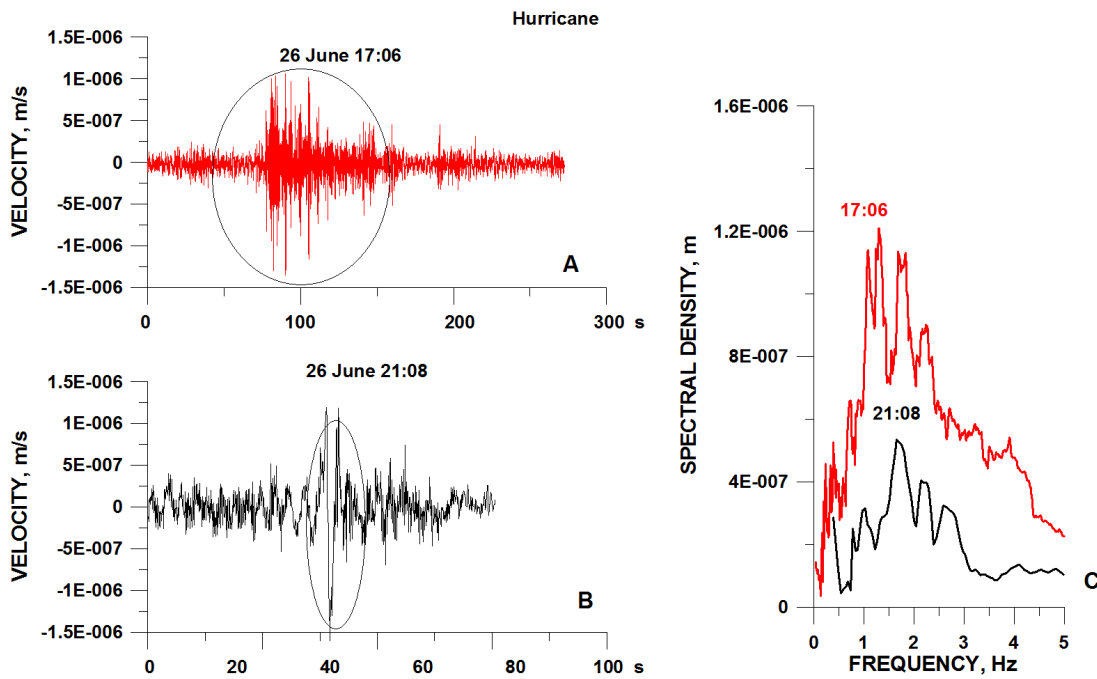 Hurricane
1.5E-006
26 June 17:06
1E-006
5E-007
0
-5E-007
-1E-006
-1.5E-006
VELOCITY, m/s
A
0 100 200 300 s
26 June 21:08
1.5E-006
1E-006
5E-007
0
-5E-007
-1E-006
-1.5E-006
VELOCITY, m/s
B
0 20 40 60 80 100 s
1.6E-006
17:06
1.2E-006
8E-007
21:08
4E-007
0
SPECTRAL DENSITY, m
C
0 1 2 3 4 5
FREQUENCY, Hz